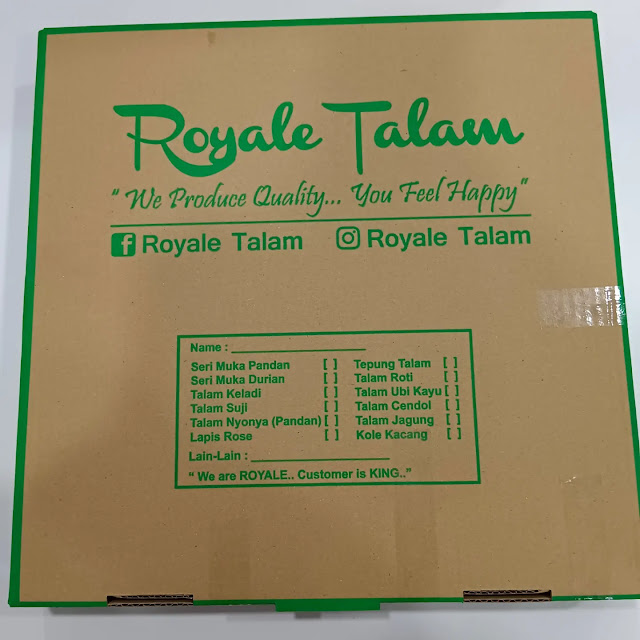 Royale Talam
“ We Produce Quality... You Feel Happy”
f Royale Talam Royale Talam
Name : ____________________
Seri Muka Pandan [ ] Tepung Talam [ ]
Seri Muka Durian [ ] Talam Roti [ ]
Talam Keladi [ ] Talam Ubi Kayu [ ]
Talam Suji [ ] Talam Cendol [ ]
Talam Nyonya (Pandan) [ ] Talam Jagung [ ]
Lapis Rose [ ] Kole Kacang [ ]
Lain-Lain : ____________________
“ We are ROYALE.. Customer is KING..”